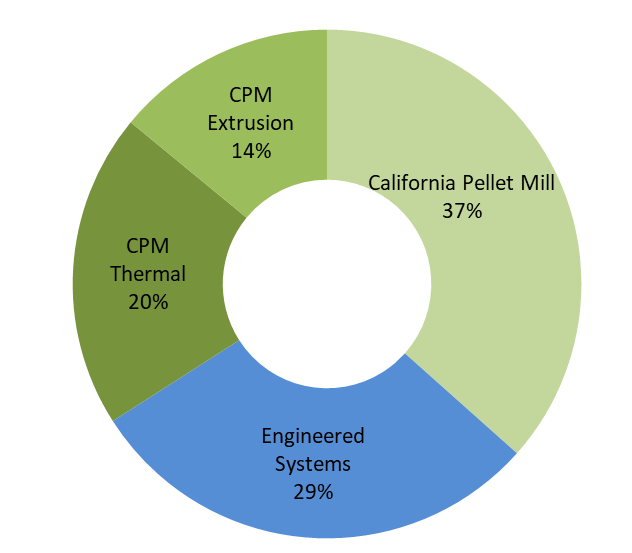 CPM
Extrusion
14%
California Pellet Mill
37%
CPM
Thermal
20%
Engineered
Systems
29%